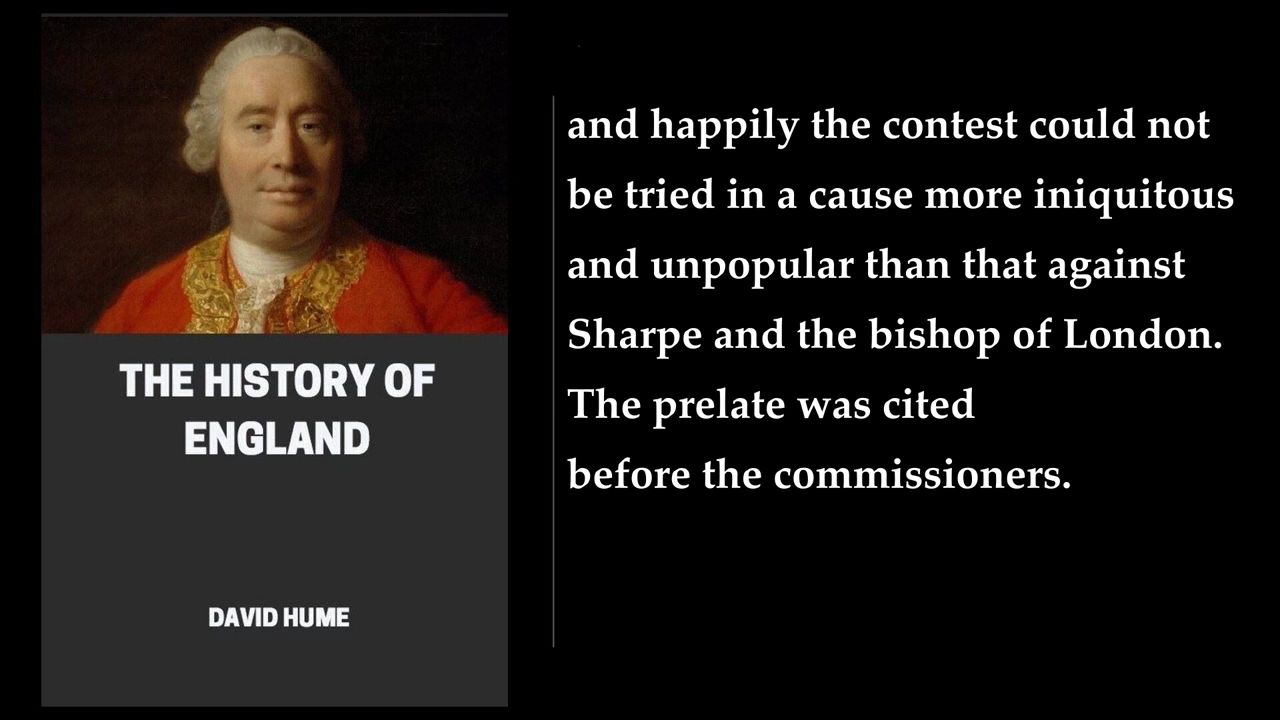 THE HISTORY OF
ENGLAND
DAVID HUME
and happily the contest could not
be tried in a cause more iniquitous
and unpopular than that against
Sharpe and the bishop of London.
The prelate was cited
before the commissioners.